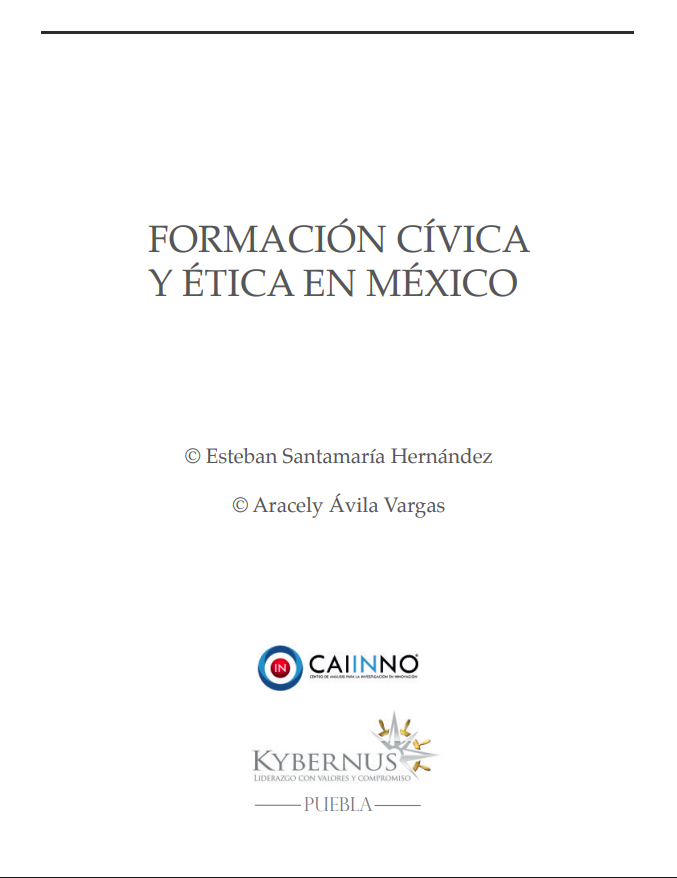 FORMACIÓN CÍVICA
Y ÉTICA EN MÉXICO
© Esteban Santamaría Hernández
© Aracely Ávila Vargas
IN CAIINNO®
CENTRO DE ANÁLISIS PARA LA INVESTIGACIÓN EN INNOVACIÓN
KYBERNUS
LIDERAZGO CON VALORES Y COMPROMISO
PUEBLA